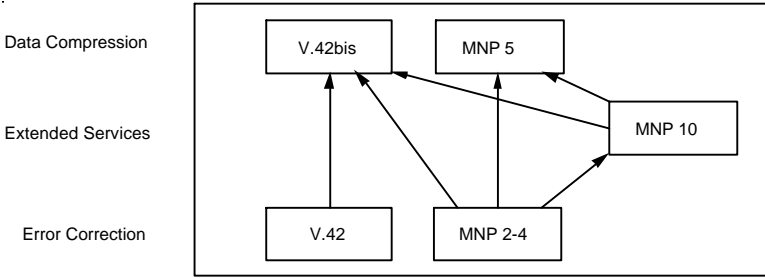 Data Compression
V.42bis
MNP 5
Extended Services
MNP 10
Error Correction
V.42
MNP 2-4